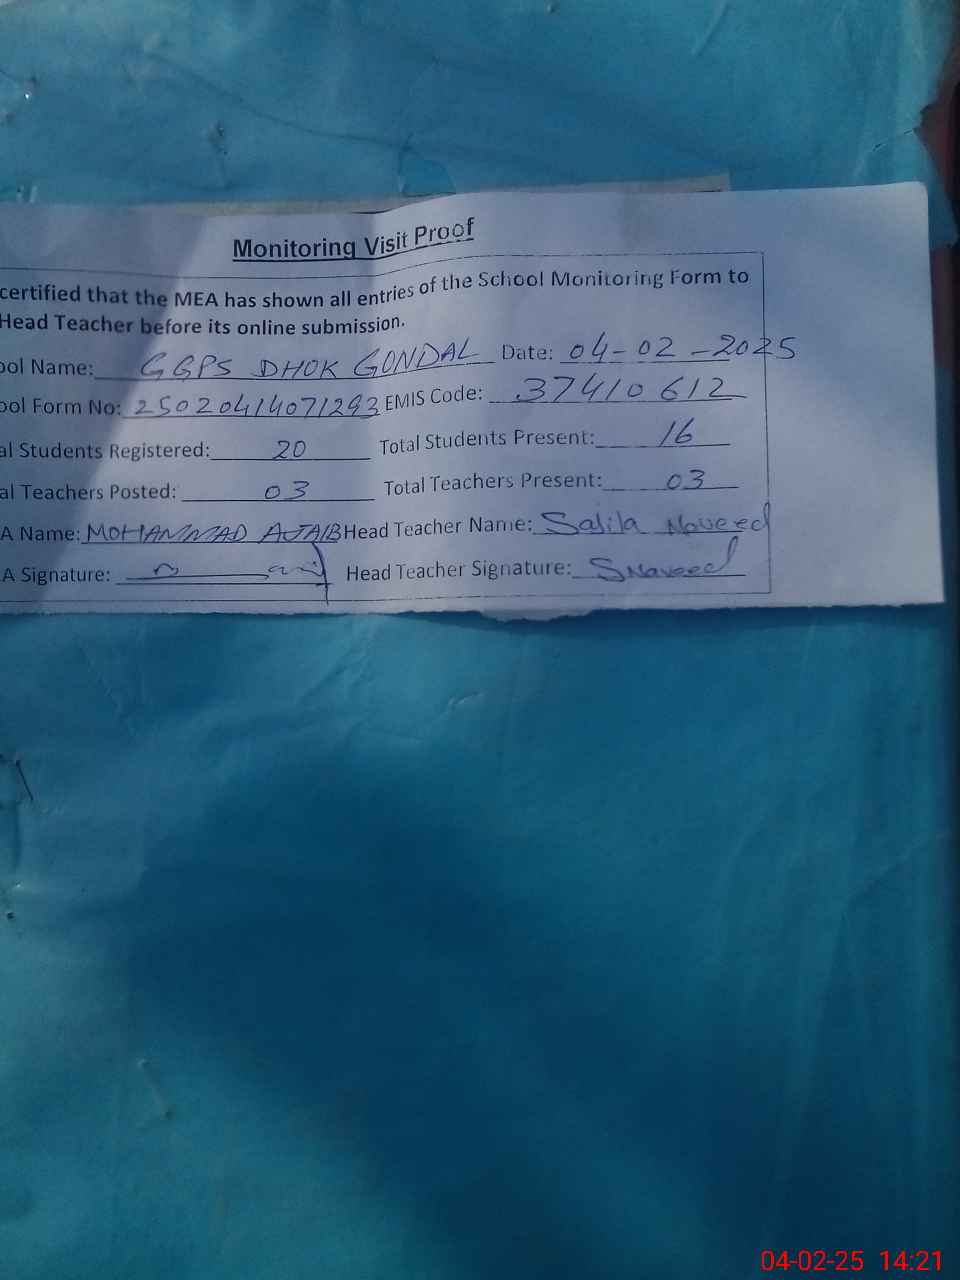 Monitoring Visit Proof
certified that the MEA has shown all entries of the School Monitoring Form to
Head Teacher before its online submission.
ool Name: GGPS DHOK GONDAL Date: 04-02-2025
ool Form No: 25020414071293 EMIS Code: 37410612
al Students Registered: 20 Total Students Present: 16
al Teachers Posted: 03 Total Teachers Present: 03
A Name: MOHAMMAD AJAIB Head Teacher Name: Sajila Naveed
A Signature: Head Teacher Signature: SNaveed
04-02-25 14:21